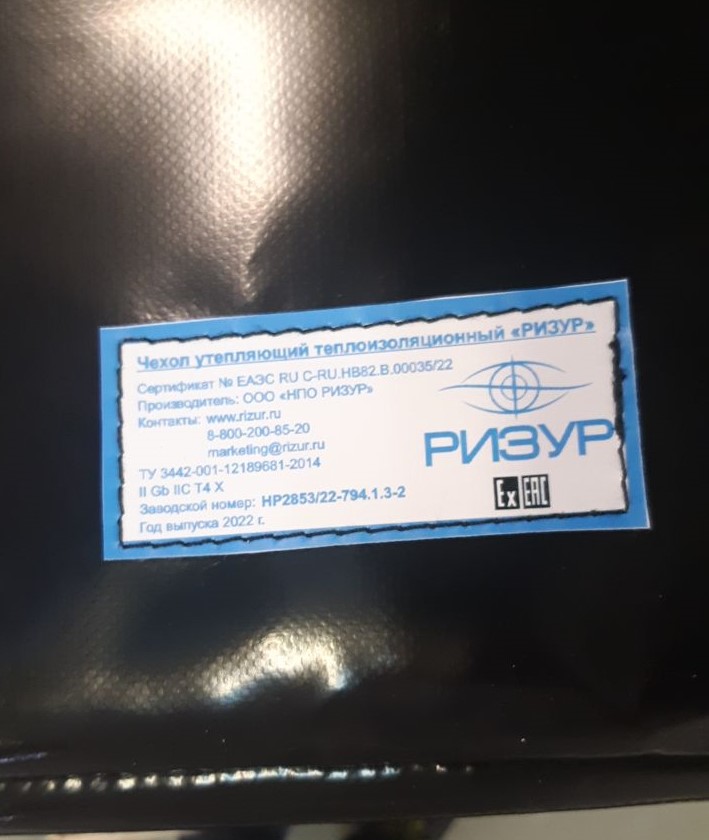 Чехол утепляющий теплоизоляционный «РИЗУР»
Сертификат № ЕАЭС RU C-RU.HB82.B.00035/22
Производитель: ООО «НПО РИЗУР»
Контакты: www.rizur.ru
8-800-200-85-20
marketing@rizur.ru
ТУ 3442-001-12189681-2014
II Gb IIC T4 X
Заводской номер: НР2853/22-794.1.3-2
Год выпуска 2022 г.
РИЗУР
Ex EAC